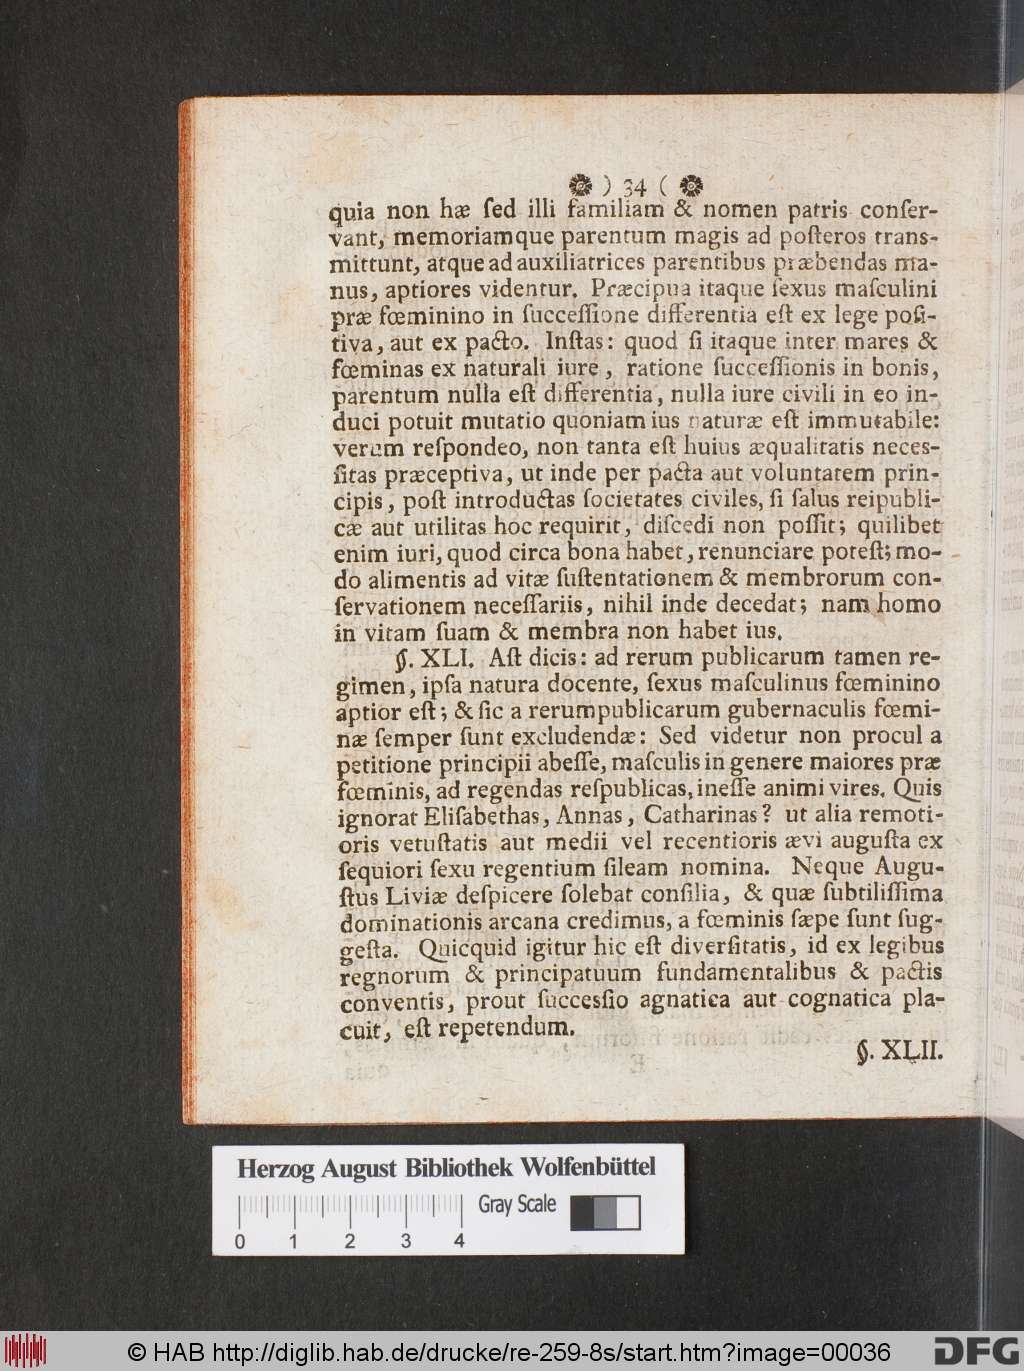 ) 34 (
quia non hæ ſed illi familiam & nomen patris conſer-
vant, memoriamque parentum magis ad poſteros trans-
mittunt, atque ad auxiliatrices parentibus præbendas ma-
nus, aptiores videntur. Præcipua itaque ſexus maſculini
præ fœminino in ſucceſſione differentia eſt ex lege poſi-
tiva, aut ex pacto. Inſtas: quod ſi itaque inter mares &
fœminas ex naturali iure, ratione ſucceſſionis in bonis,
parentum nulla eſt differentia, nulla iure civili in eo in-
duci potuit mutatio quoniam ius naturæ eſt immutabile:
verum reſpondeo, non tanta eſt huius æqualitatis neceſ-
ſitas præceptiva, ut inde per pacta aut voluntatem prin-
cipis, poſt introductas ſocietates civiles, ſi ſalus reipubli-
cæ aut utilitas hoc requirit, diſcedi non poſſit; quilibet
enim iuri, quod circa bona habet, renunciare poteſt; mo-
do alimentis ad vitæ ſuſtentationem & membrorum con-
ſervationem neceſſariis, nihil inde decedat; nam homo
in vitam ſuam & membra non habet ius.
§. XLI. Aſt dicis: ad rerum publicarum tamen re-
gimen, ipſa natura docente, ſexus maſculinus fœminino
aptior eſt; & ſic a rerumpublicarum gubernaculis fœmi-
næ ſemper ſunt excludendæ: Sed videtur non procul a
petitione principii abeſſe, maſculis in genere maiores præ
fœminis, ad regendas reſpublicas, ineſſe animi vires. Quis
ignorat Eliſabethas, Annas, Catharinas? ut alia remoti-
oris vetuſtatis aut medii vel recentioris ævi auguſta ex
ſequiori ſexu regentium ſileam nomina. Neque Augu-
ſtus Liviæ deſpicere ſolebat conſilia, & quæ ſubtiliſſima
dominationis arcana credimus, a fœminis ſæpe ſunt ſug-
geſta. Quicquid igitur hic eſt diverſitatis, id ex legibus
regnorum & principatuum fundamentalibus & pactis
conventis, prout ſucceſſio agnatica aut cognatica pla-
cuit, eſt repetendum.
§. XLII.
Herzog August Bibliothek Wolfenbüttel
Gray Scale
0 1 2 3 4
© HAB http://diglib.hab.de/drucke/re-259-8s/start.htm?image=00036
DFG